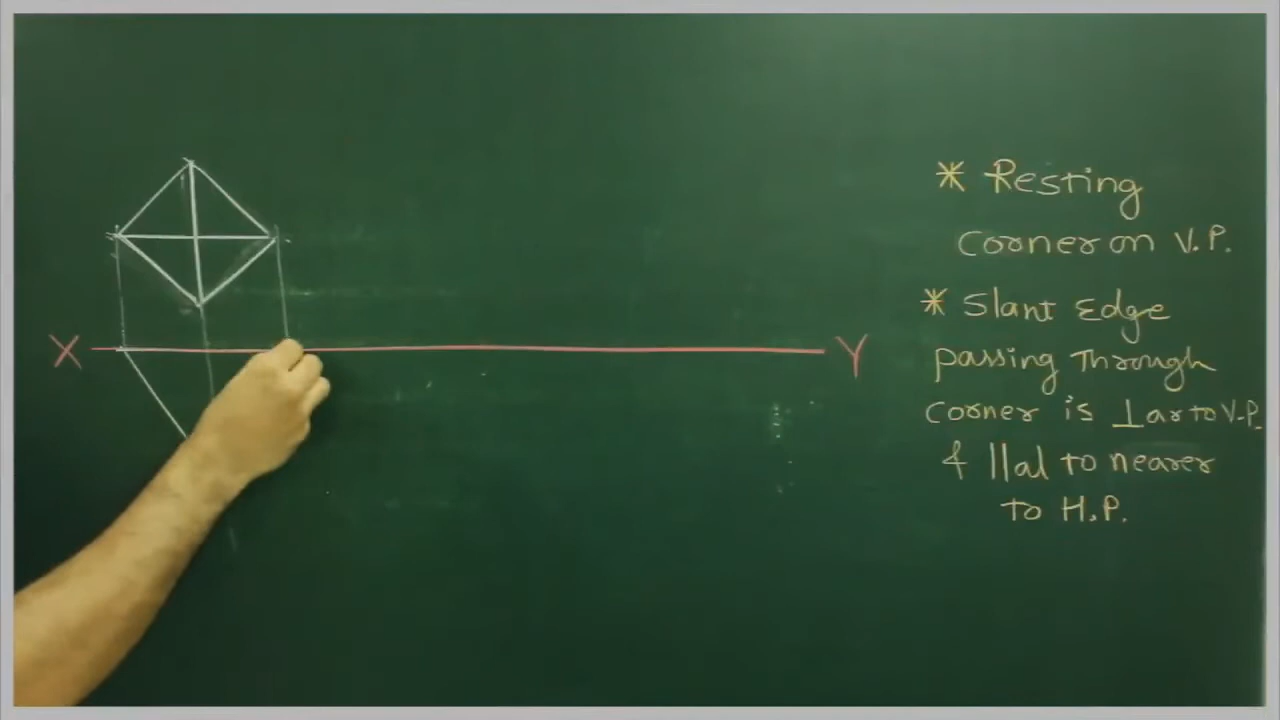 X Y
* Resting
Corner on V.P.
* Slant Edge
passing Through
corner is ⊥ar to V.P.
& ||al to nearer
to H.P.